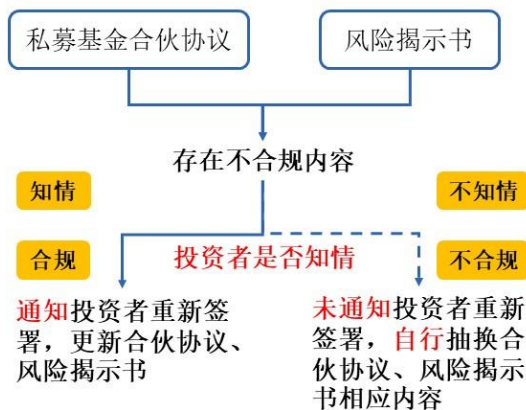 私募基金合伙协议
风险揭示书
存在不合规内容
知情
不知情
合规
投资者是否知情
不合规
通知投资者重新签
署，更新合伙协议、
风险揭示书
未通知投资者重新
签署，自行抽换合
伙协议、风险揭示
书相应内容